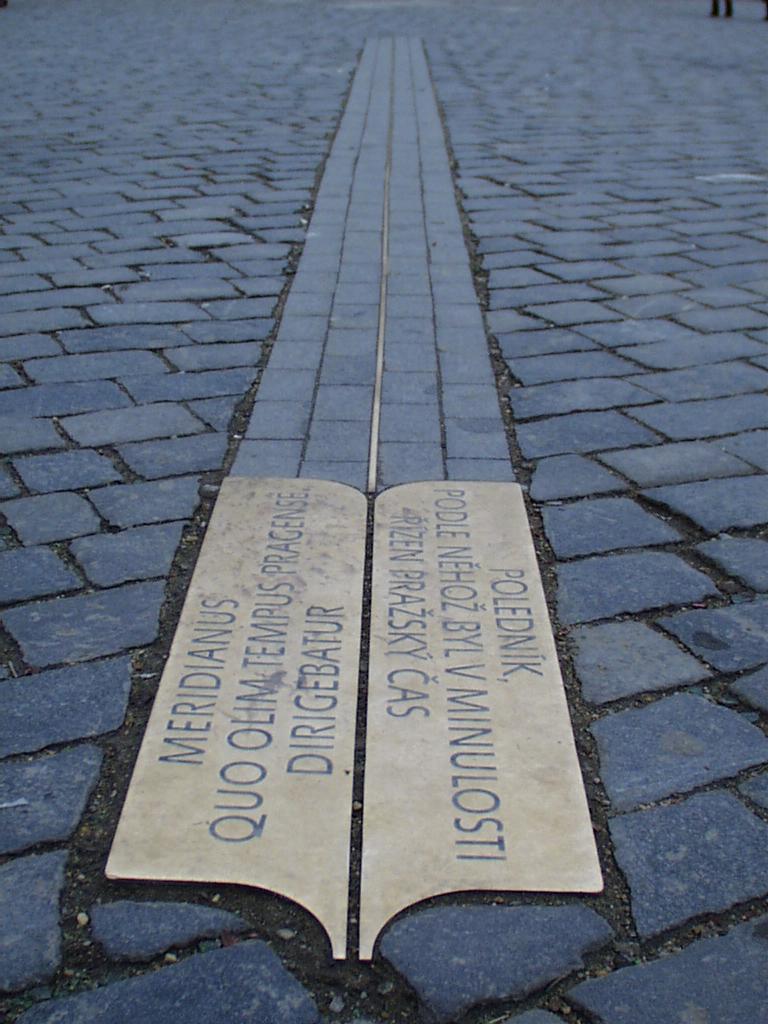 MERIDIANUS
QUO OLIM TEMPUS PRAGENSE
DIRIGEBATUR
POLEDNÍK,
PODLE NĚHOŽ BYL V MINULOSTI
ŘÍZEN PRAŽSKÝ ČAS